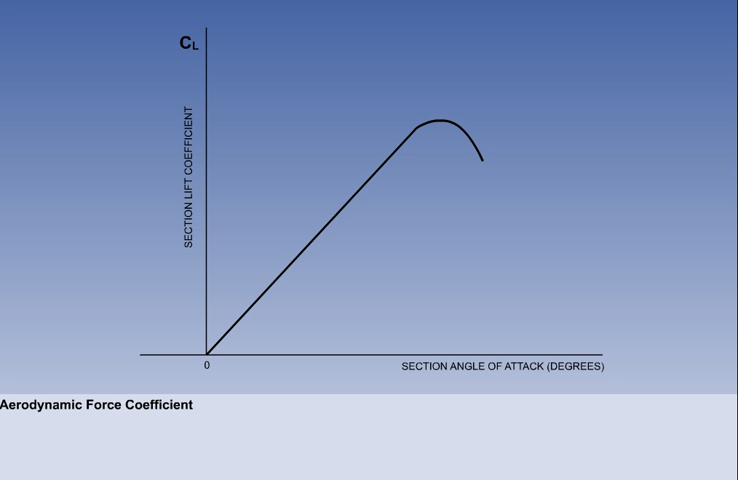 CL
SECTION LIFT COEFFICIENT
0
SECTION ANGLE OF ATTACK (DEGREES)
Aerodynamic Force Coefficient